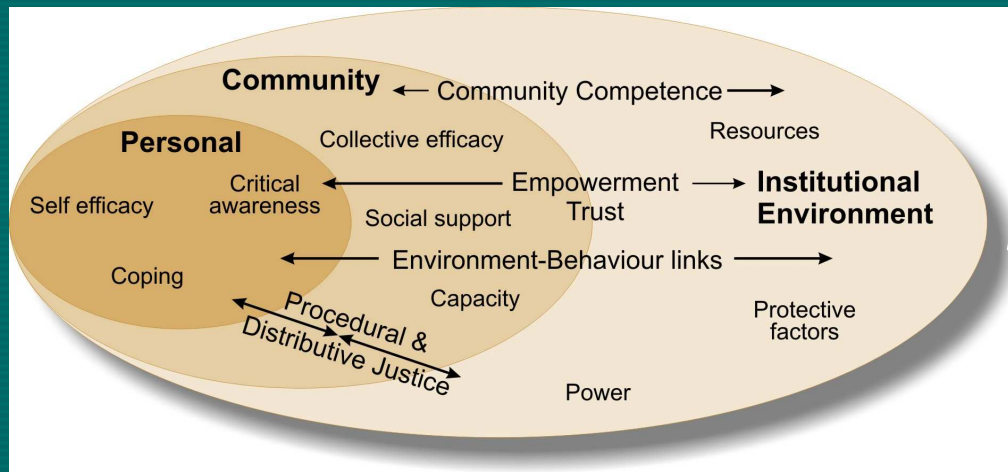 Community
Community Competence
Resources
Personal
Collective efficacy
Self efficacy
Critical
awareness
Empowerment
Trust
Institutional
Environment
Social support
Environment-Behaviour links
Coping
Capacity
Procedural &
Distributive Justice
Protective
factors
Power